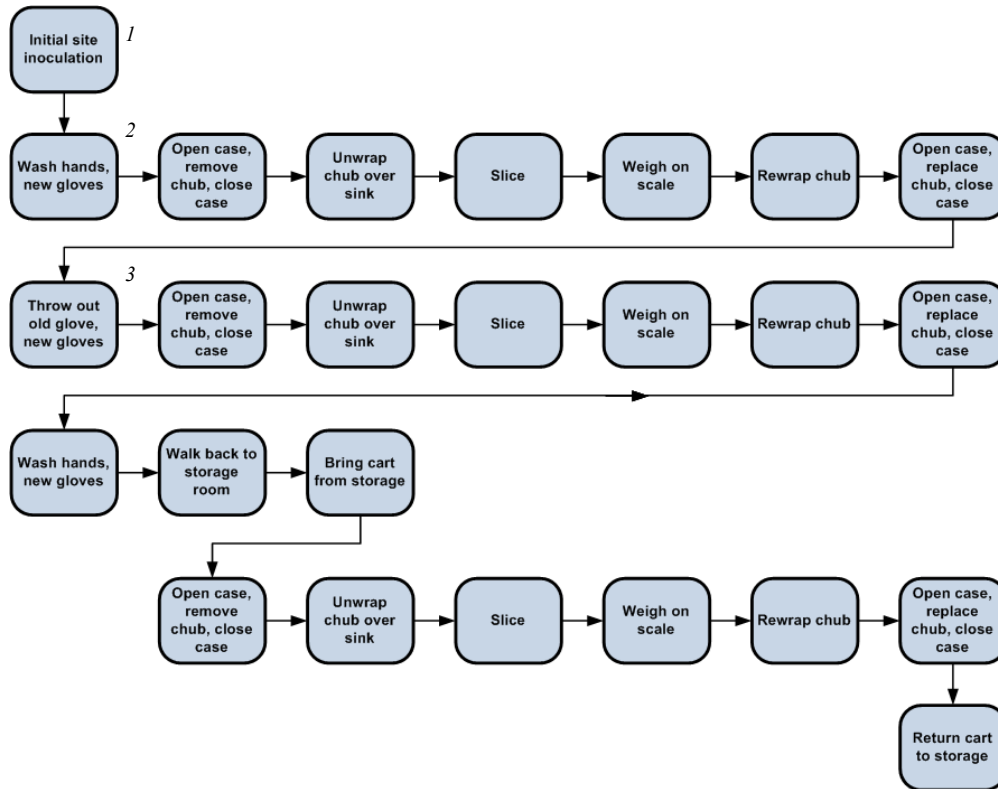 Initial site
inoculation
1
2
Wash hands,
new gloves
Open case,
remove
chub, close
case
Unwrap
chub over
sink
Slice
Weigh on
scale
Rewrap chub
Open case,
replace
chub, close
case
3
Throw out
old glove,
new gloves
Open case,
remove
chub, close
case
Unwrap
chub over
sink
Slice
Weigh on
scale
Rewrap chub
Open case,
replace
chub, close
case
Wash hands,
new gloves
Walk back to
storage
room
Bring cart
from storage
Open case,
remove
chub, close
case
Unwrap
chub over
sink
Slice
Weigh on
scale
Rewrap chub
Open case,
replace
chub, close
case
Return cart
to storage